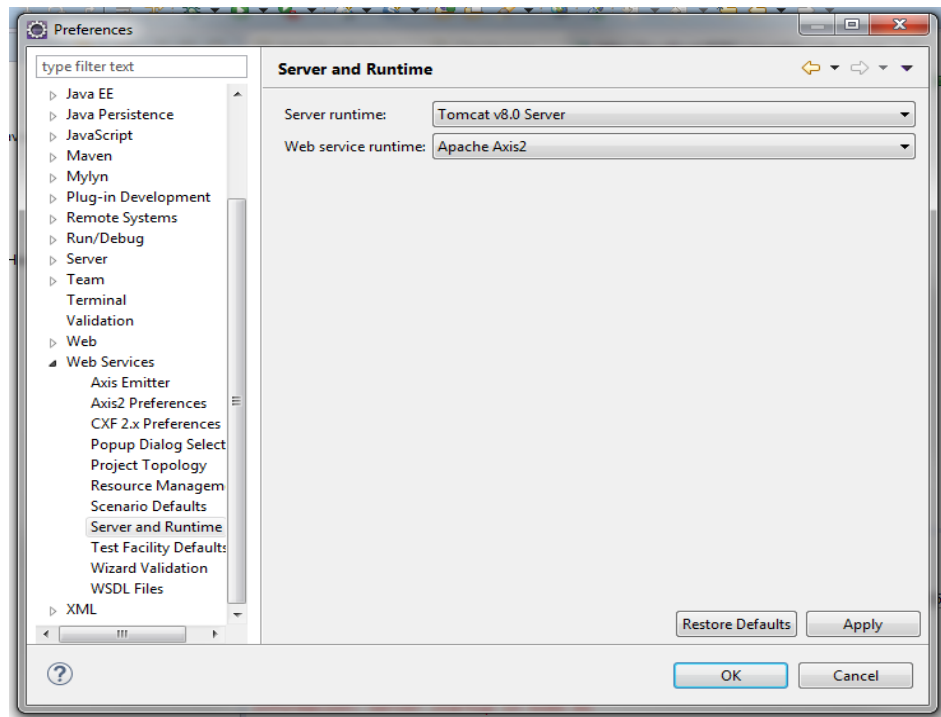 Preferences
type filter text
Java EE
Java Persistence
JavaScript
Maven
Mylyn
Plug-in Development
Remote Systems
Run/Debug
Server
Team
Terminal
Validation
Web
Web Services
Axis Emitter
Axis2 Preferences
CXF 2.x Preferences
Popup Dialog Select
Project Topology
Resource Managem
Scenario Defaults
Server and Runtime
Test Facility Defaults
Wizard Validation
WSDL Files
XML
Server and Runtime
Server runtime: Tomcat v8.0 Server
Web service runtime: Apache Axis2
Restore Defaults Apply
OK Cancel